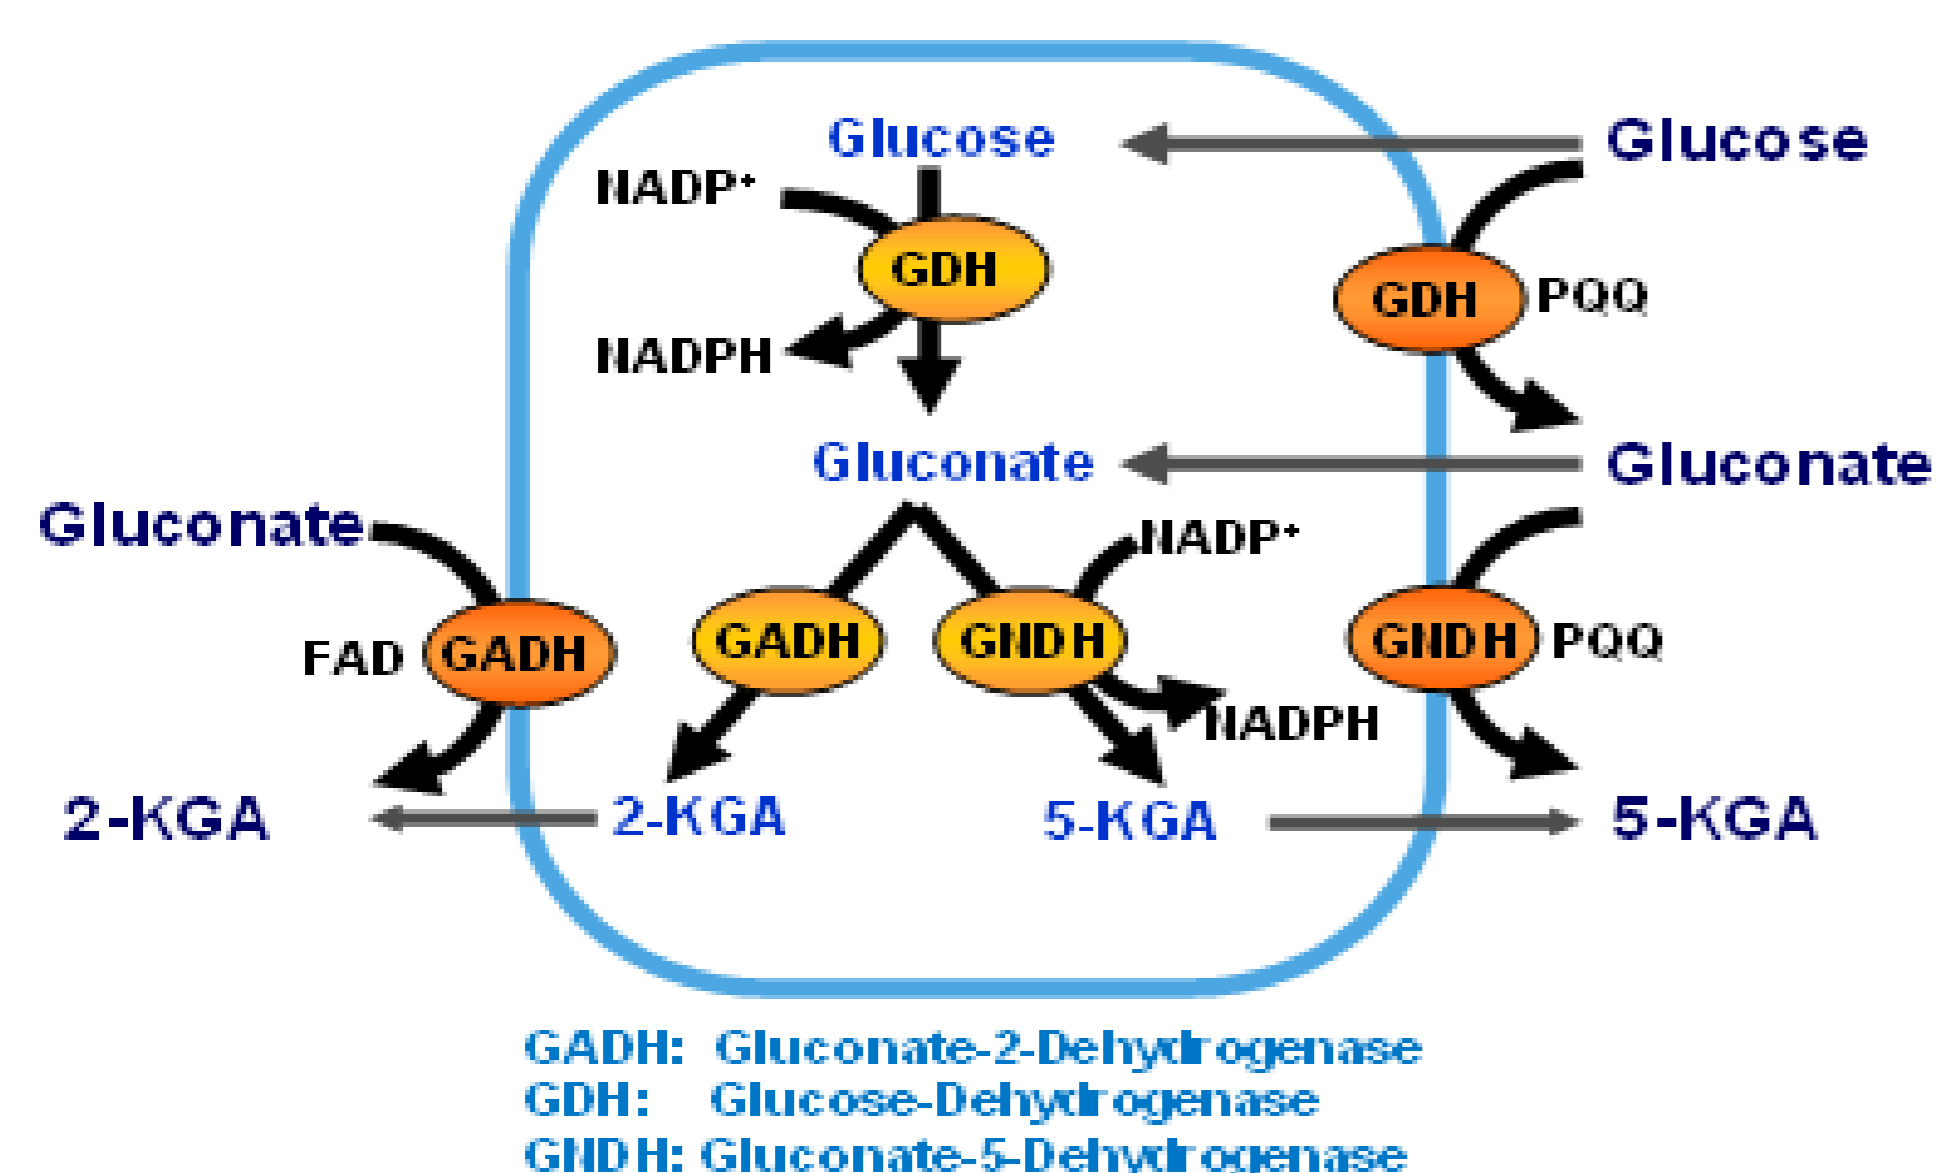 Glucose
Glucose
NADP⁺
GDH
GDH
PQQ
NADPH
Gluconate
Gluconate
Gluconate
NADP⁺
FAD
GADH
GADH
GNDH
GNDH
PQQ
NADPH
2-KGA
2-KGA
5-KGA
5-KGA
GADH: Gluconate-2-Dehydrogenase
GDH: Glucose-Dehydrogenase
GNDH: Gluconate-5-Dehydrogenase